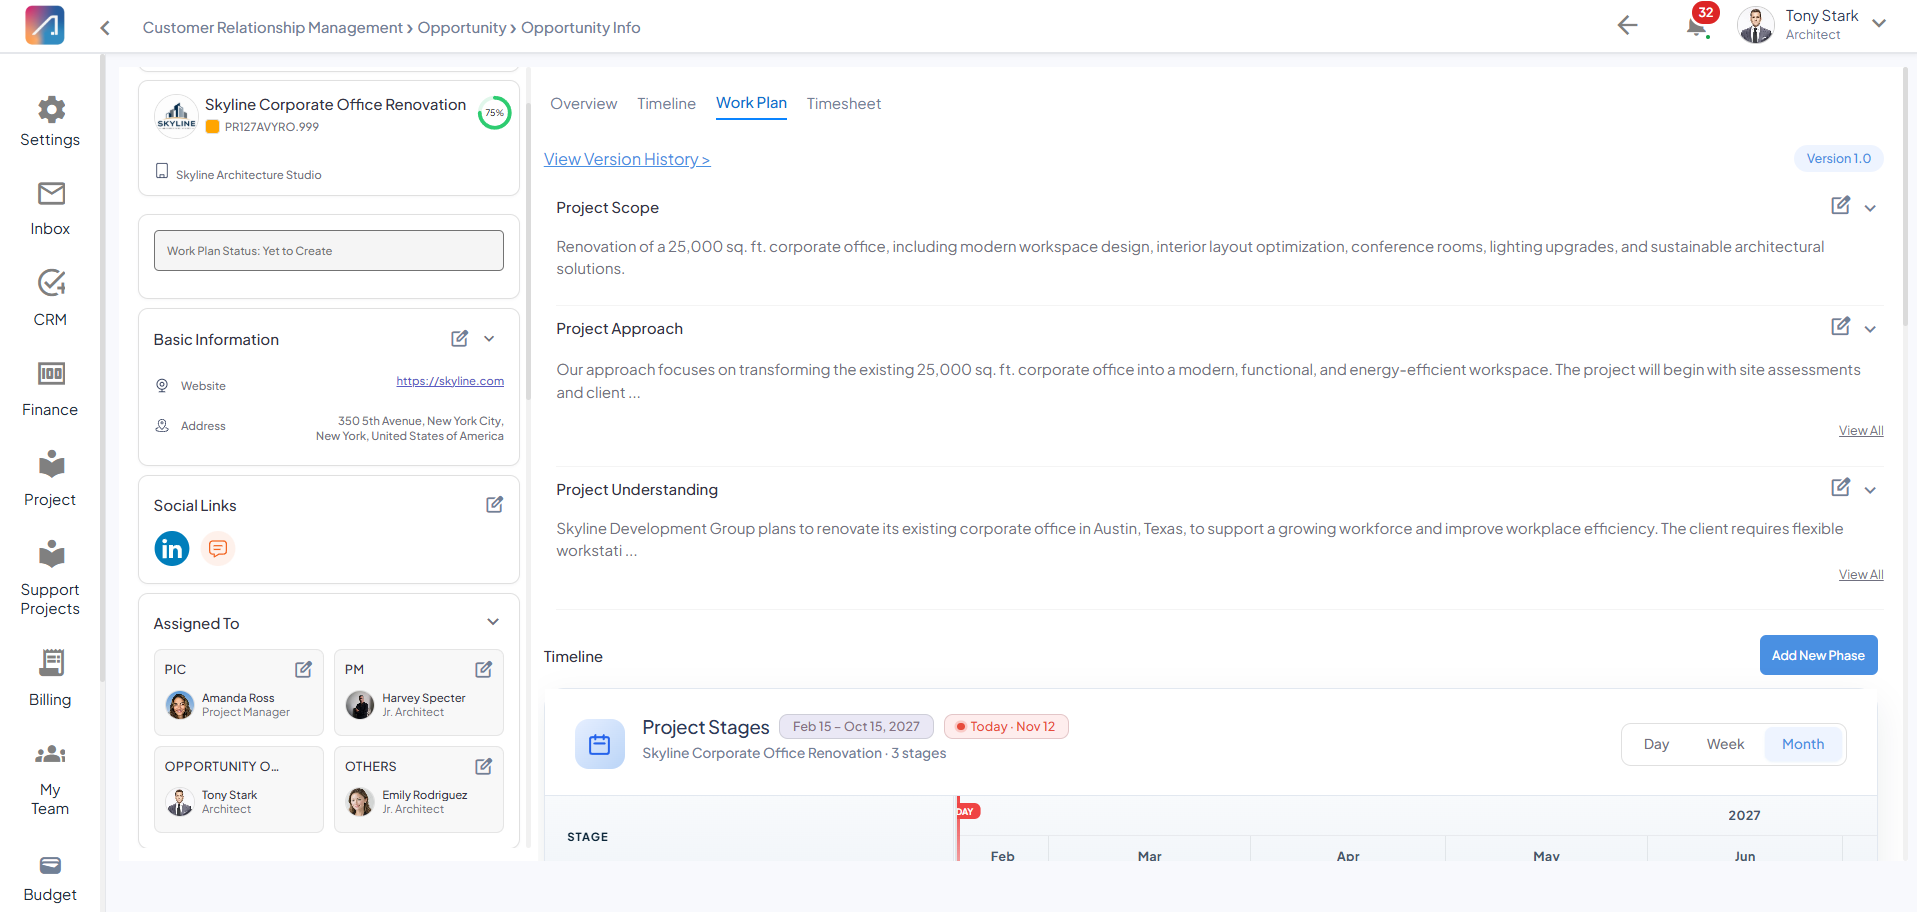 Customer Relationship Management › Opportunity › Opportunity Info
32
Tony Stark
Architect
Settings
Inbox
CRM
Finance
Project
Support
Projects
Billing
My
Team
Budget
SKYLINE
Skyline Corporate Office Renovation
PR127AVYRO.999
75%
Skyline Architecture Studio
Work Plan Status: Yet to Create
Basic Information
Website
https://skyline.com
Address
350 5th Avenue, New York City,
New York, United States of America
Social Links
in
Assigned To
PIC
Amanda Ross
Project Manager
PM
Harvey Specter
Jr. Architect
OPPORTUNITY O...
Tony Stark
Architect
OTHERS
Emily Rodriguez
Jr. Architect
Overview
Timeline
Work Plan
Timesheet
View Version History >
Version 1.0
Project Scope
Renovation of a 25,000 sq. ft. corporate office, including modern workspace design, interior layout optimization, conference rooms, lighting upgrades, and sustainable architectural
solutions.
Project Approach
Our approach focuses on transforming the existing 25,000 sq. ft. corporate office into a modern, functional, and energy-efficient workspace. The project will begin with site assessments
and client ...
View All
Project Understanding
Skyline Development Group plans to renovate its existing corporate office in Austin, Texas, to support a growing workforce and improve workplace efficiency. The client requires flexible
workstati ...
View All
Timeline
Add New Phase
Project Stages
Feb 15 – Oct 15, 2027
Today · Nov 12
Skyline Corporate Office Renovation · 3 stages
Day
Week
Month
DAY
2027
STAGE
Feb
Mar
Apr
May
Jun